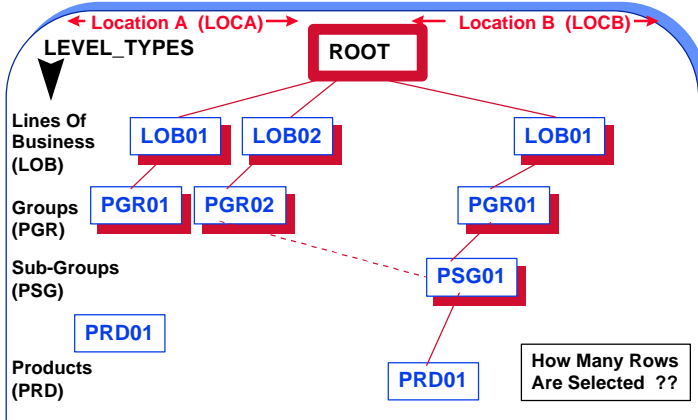 Location A (LOCA)
Location B (LOCB)
LEVEL_TYPES
ROOT
Lines Of
Business
(LOB)
LOB01
LOB02
LOB01
Groups
(PGR)
PGR01
PGR02
PGR01
Sub-Groups
(PSG)
PSG01
PRD01
Products
(PRD)
PRD01
How Many Rows
Are Selected ??